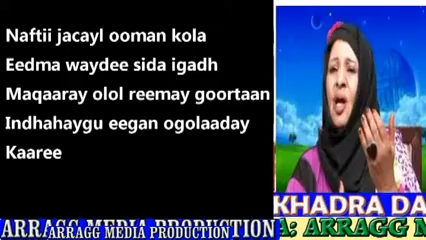 Naftii jacayl ooman kola
Eedma waydee sida igadh
Maqaaray olol reemay goortaan
Indhahaygu eegan ogolaaday
Kaaree
KHADRA DA
ARRAGG MEDIA PRODUCTION
A: ARRAGG M
ARRAGG MEDIA PRODUCTION